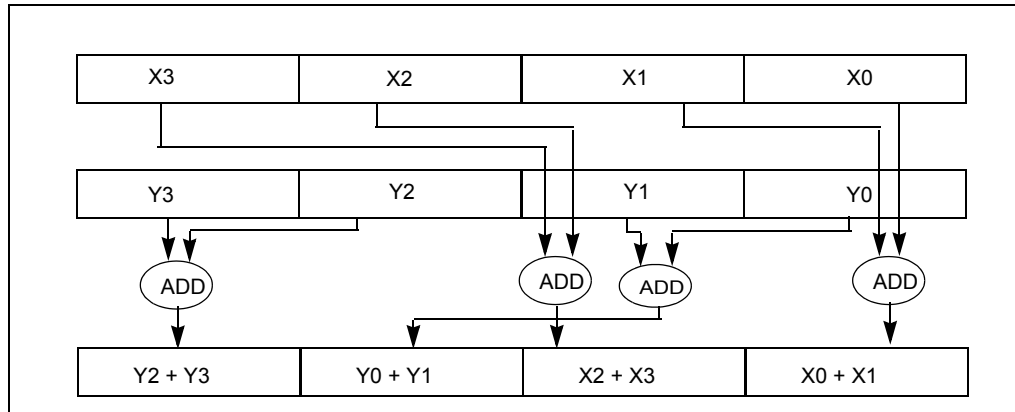 X3 X2 X1 X0
Y3 Y2 Y1 Y0
ADD ADD ADD ADD
Y2 + Y3 Y0 + Y1 X2 + X3 X0 + X1